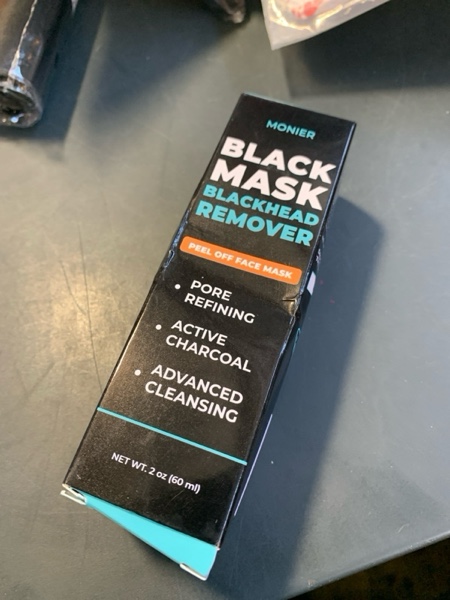 MONIER
BLACK
MASK
BLACKHEAD
REMOVER
PEEL OFF FACE MASK
• PORE
REFINING
• ACTIVE
CHARCOAL
• ADVANCED
CLEANSING
NET WT. 2 oz (60 ml)